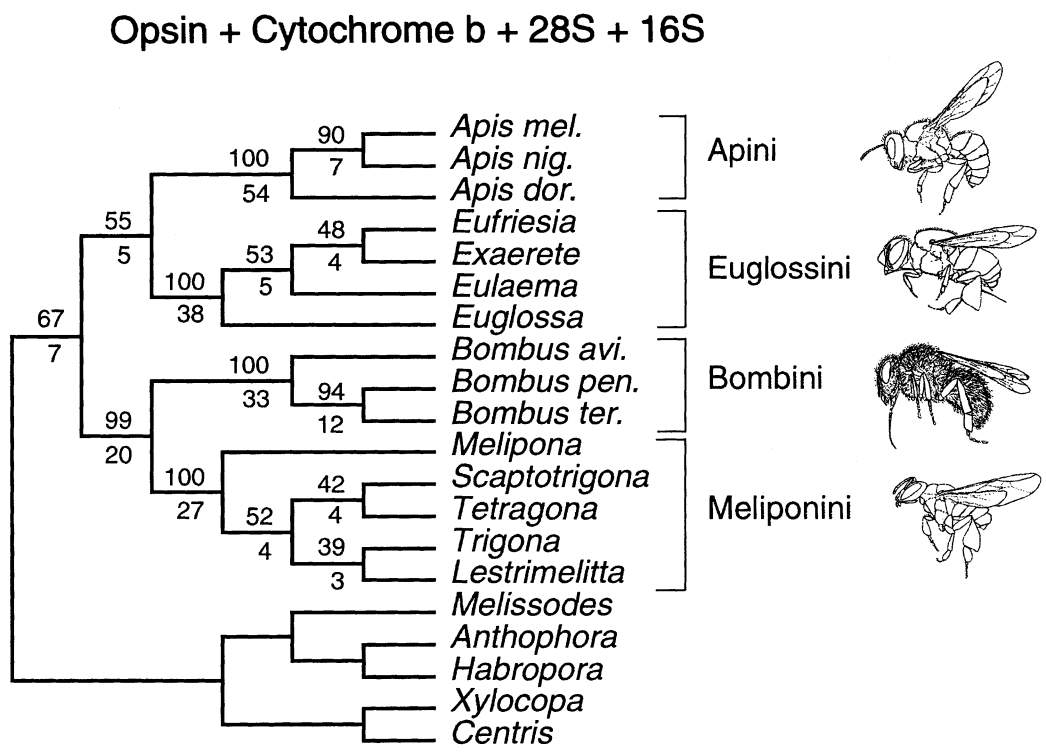 Opsin + Cytochrome b + 28S + 16S
90
Apis mel.
7
Apis nig.
100
54
Apis dor.
Apini
55
5
48
Eufriesia
4
Exaerete
53
5
Eulaema
100
38
Euglossa
Euglossini
67
7
100
33
Bombus avi.
94
Bombus pen.
12
Bombus ter.
Bombini
99
20
Melipona
100
27
42
Scaptotrigona
4
Tetragona
52
4
39
Trigona
3
Lestrimelitta
Meliponini
Melissodes
Anthophora
Habropora
Xylocopa
Centris